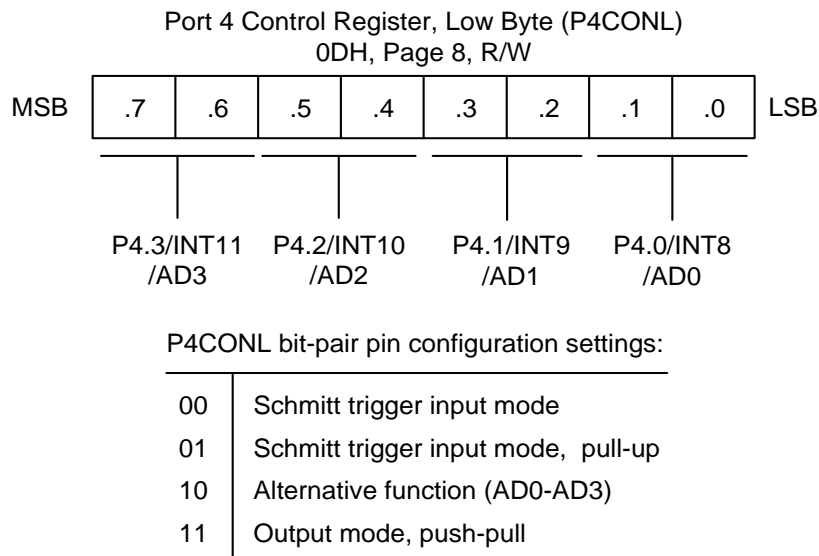 Port 4 Control Register, Low Byte (P4CONL)
0DH, Page 8, R/W
MSB .7 .6 .5 .4 .3 .2 .1 .0 LSB
P4.3/INT11 P4.2/INT10 P4.1/INT9 P4.0/INT8
/AD3 /AD2 /AD1 /AD0
P4CONL bit-pair pin configuration settings:
00 Schmitt trigger input mode
01 Schmitt trigger input mode, pull-up
10 Alternative function (AD0-AD3)
11 Output mode, push-pull